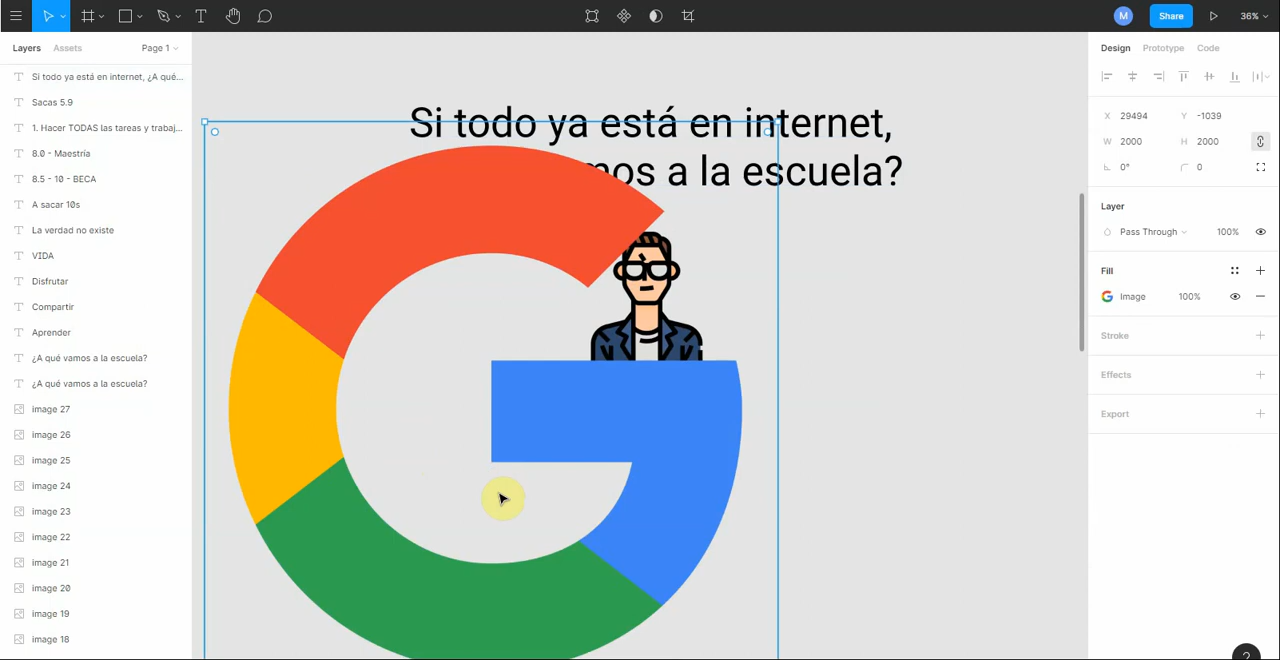 M
Share
36%
Layers
Assets
Page 1
Si todo ya está en internet, ¿A qué...
Sacas 5.9
1. Hacer TODAS las tareas y trabaj...
8.0 - Maestría
8.5 - 10 - BECA
A sacar 10s
La verdad no existe
VIDA
Disfrutar
Compartir
Aprender
¿A qué vamos a la escuela?
¿A qué vamos a la escuela?
image 27
image 26
image 25
image 24
image 23
image 22
image 21
image 20
image 19
image 18
Si todo ya está en internet,
mos a la escuela?
Design
Prototype
Code
X 29494
Y -1039
W 2000
H 2000
0°
0
Layer
Pass Through
100%
Fill
Image
100%
Stroke
Effects
Export
?